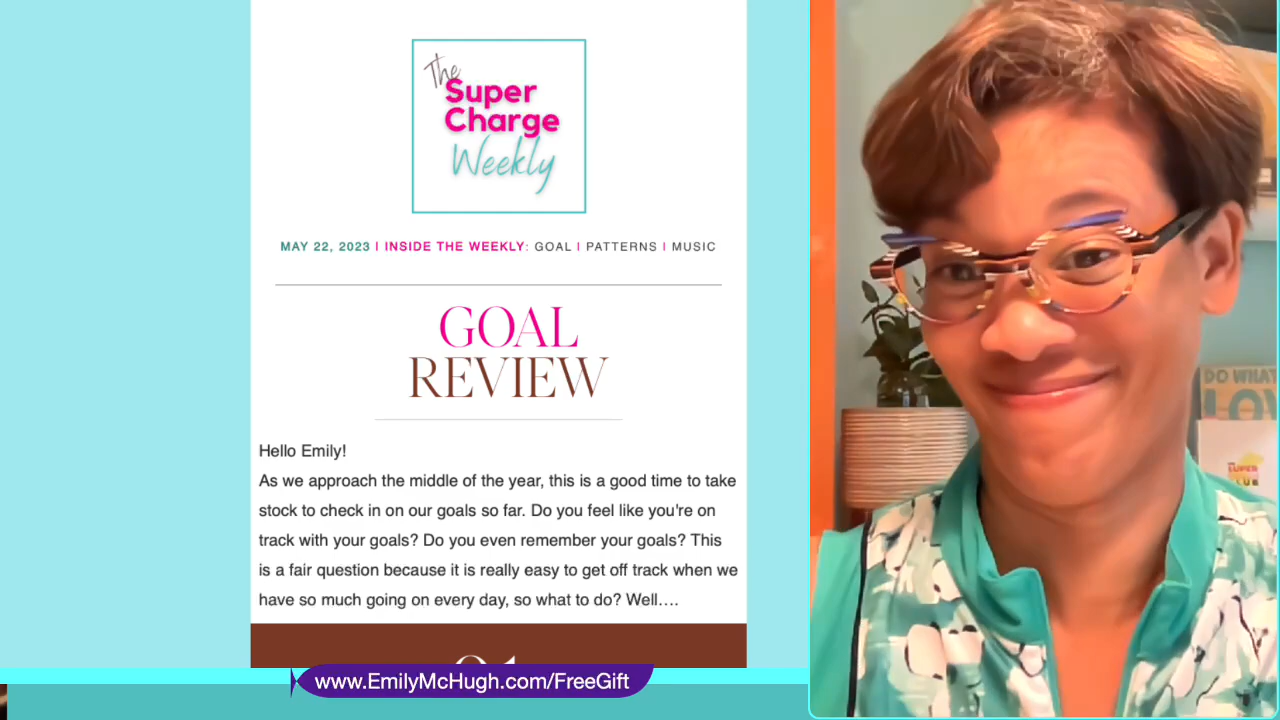 The
Super
Charge
Weekly
MAY 22, 2023 | INSIDE THE WEEKLY: GOAL | PATTERNS | MUSIC
GOAL
REVIEW
Hello Emily!
As we approach the middle of the year, this is a good time to take
stock to check in on our goals so far. Do you feel like you're on
track with your goals? Do you even remember your goals? This
is a fair question because it is really easy to get off track when we
have so much going on every day, so what to do? Well....
www.EmilyMcHugh.com/FreeGift
DO WHAT
SUPER